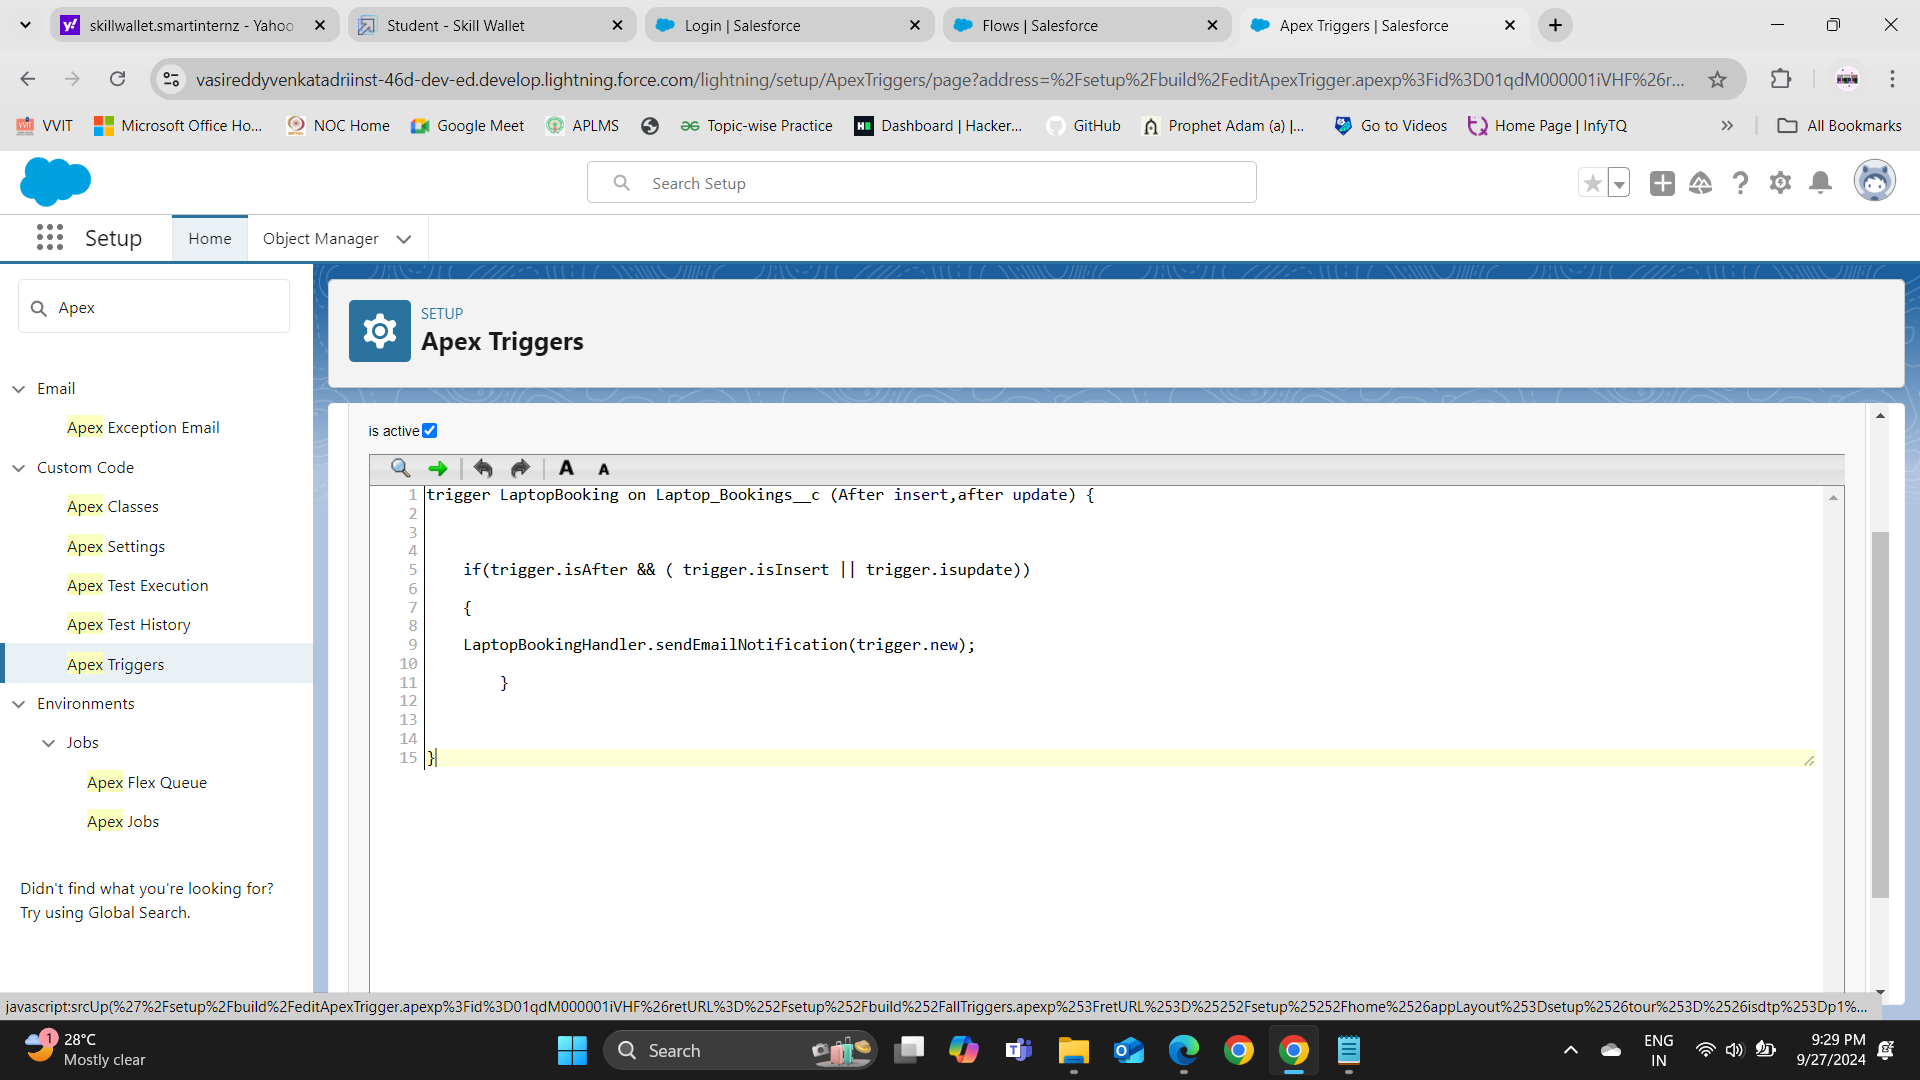 skillwallet.smartinternz - Yahoo
Student - Skill Wallet
Login | Salesforce
Flows | Salesforce
Apex Triggers | Salesforce
vasireddyvenkatadriinst-46d-dev-ed.develop.lightning.force.com/lightning/setup/ApexTriggers/page?address=%2Fsetup%2Fbuild%2FeditApexTrigger.apexp%3Fid%3D01qdM000001iVHF%26r...
VVIT
Microsoft Office Ho...
NOC Home
Google Meet
APLMS
Topic-wise Practice
Dashboard | Hacker...
GitHub
Prophet Adam (a) |...
Go to Videos
Home Page | InfyTQ
All Bookmarks
Search Setup
Setup
Home
Object Manager
Apex
Email
Apex Exception Email
Custom Code
Apex Classes
Apex Settings
Apex Test Execution
Apex Test History
Apex Triggers
Environments
Jobs
Apex Flex Queue
Apex Jobs
Didn't find what you're looking for?
Try using Global Search.
SETUP
Apex Triggers
is active
A A
1 trigger LaptopBooking on Laptop_Bookings__c (After insert,after update) {
2
3
4
5 if(trigger.isAfter && ( trigger.isInsert || trigger.isupdate))
6
7 {
8
9 LaptopBookingHandler.sendEmailNotification(trigger.new);
10
11 }
12
13
14
15 }
javascript:srcUp(%27%2Fsetup%2Fbuild%2FeditApexTrigger.apexp%3Fid%3D01qdM000001iVHF%26retURL%3D%252Fsetup%252Fbuild%252FallTriggers.apexp%253FretURL%253D%25252Fsetup%25252Fhome%2526appLayout%253Dsetup%2526tour%253D%2526isdtp%253Dp1%...
1
28°C
Mostly clear
Search
ENG
IN
9:29 PM
9/27/2024